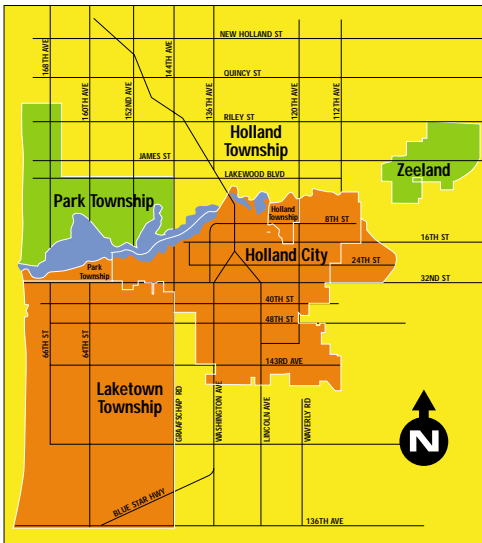 NEW HOLLAND ST
168TH AVE
160TH AVE
152ND AVE
144TH AVE
136TH AVE
120TH AVE
112TH AVE
QUINCY ST
RILEY ST
Holland
Township
JAMES ST
LAKEWOOD BLVD
Zeeland
Park Township
Holland
Township
8TH ST
16TH ST
Holland City
24TH ST
Park
Township
32ND ST
40TH ST
48TH ST
66TH ST
64TH ST
143RD AVE
Laketown
Township
GRAAFSCHAP RD
WASHINGTON AVE
LINCOLN AVE
WAVERLY RD
N
BLUE STAR HWY
136TH AVE